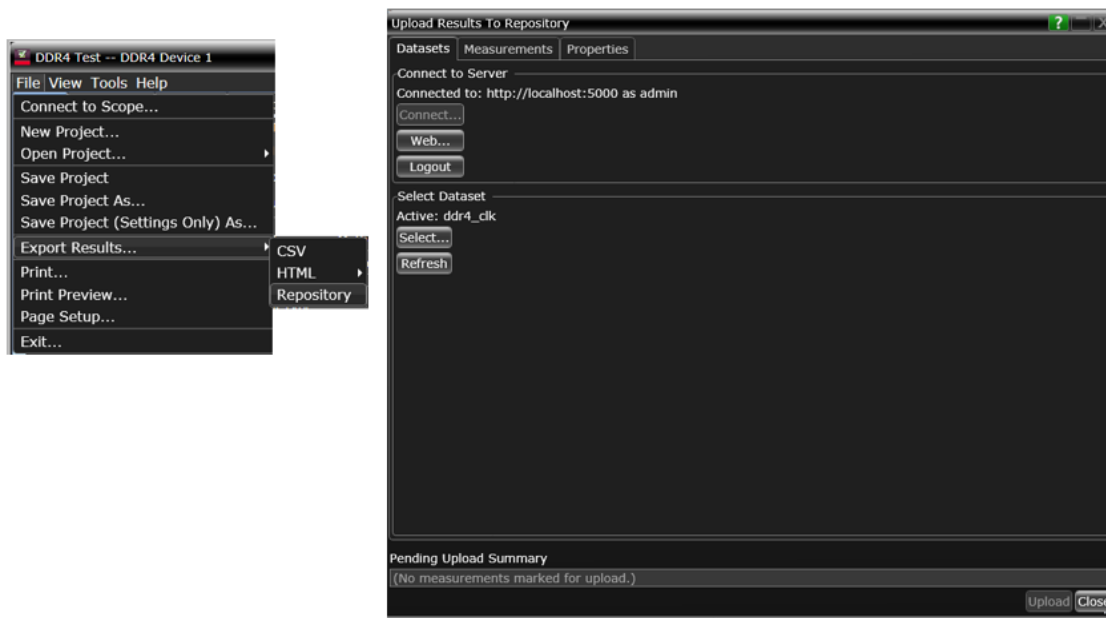 DDR4 Test -- DDR4 Device 1
File View Tools Help
Connect to Scope...
New Project...
Open Project...
Save Project
Save Project As...
Save Project (Settings Only) As...
Export Results...
Print...
Print Preview...
Page Setup...
Exit...
CSV
HTML
Repository
Upload Results To Repository
?
X
Datasets Measurements Properties
Connect to Server
Connected to: http://localhost:5000 as admin
Connect...
Web...
Logout
Select Dataset
Active: ddr4_clk
Select...
Refresh
Pending Upload Summary
(No measurements marked for upload.)
Upload Close